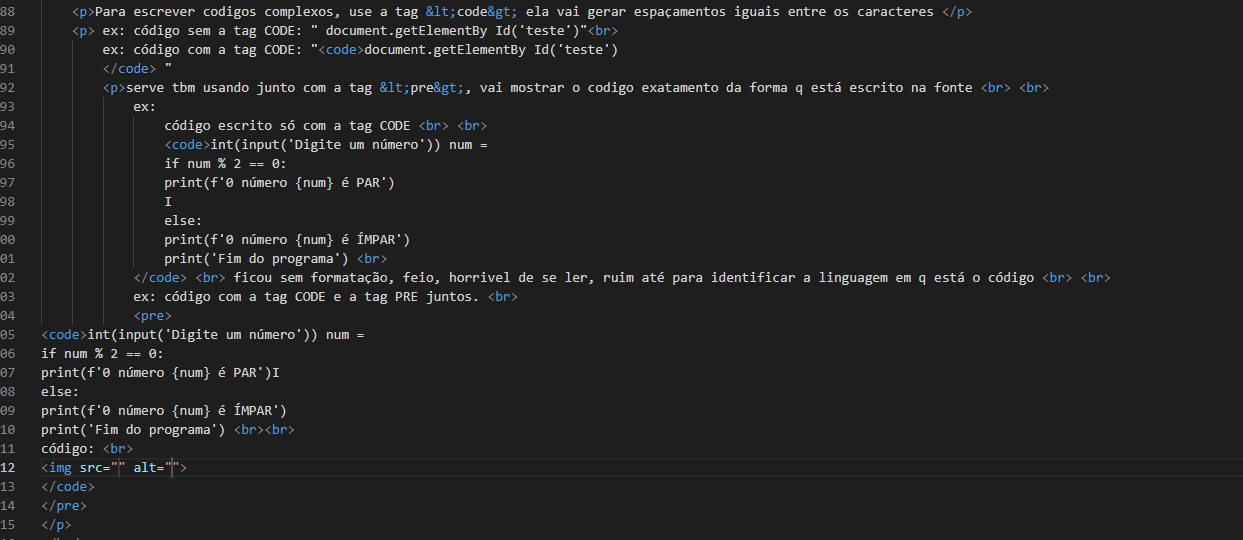 88 <p>Para escrever codigos complexos, use a tag &lt;code&gt; ela vai gerar espaçamentos iguais entre os caracteres </p>
89 <p> ex: código sem a tag CODE: " document.getElementBy Id('teste')"<br>
90 ex: código com a tag CODE: "<code>document.getElementBy Id('teste')
91 </code> "
92 <p>serve tbm usando junto com a tag &lt;pre&gt;, vai mostrar o codigo exatamento da forma q está escrito na fonte <br> <br>
93 ex:
94 código escrito só com a tag CODE <br> <br>
95 <code>int(input('Digite um número')) num =
96 if num % 2 == 0:
97 print(f'0 número {num} é PAR')
98 I
99 else:
00 print(f'0 número {num} é ÍMPAR')
01 print('Fim do programa') <br>
02 </code> <br> ficou sem formatação, feio, horrivel de se ler, ruim até para identificar a linguagem em q está o código <br> <br>
03 ex: código com a tag CODE e a tag PRE juntos. <br>
04 <pre>
05 <code>int(input('Digite um número')) num =
06 if num % 2 == 0:
07 print(f'0 número {num} é PAR')I
08 else:
09 print(f'0 número {num} é ÍMPAR')
10 print('Fim do programa') <br><br>
11 código: <br>
12 <img src="" alt="">
13 </code>
14 </pre>
15 </p>